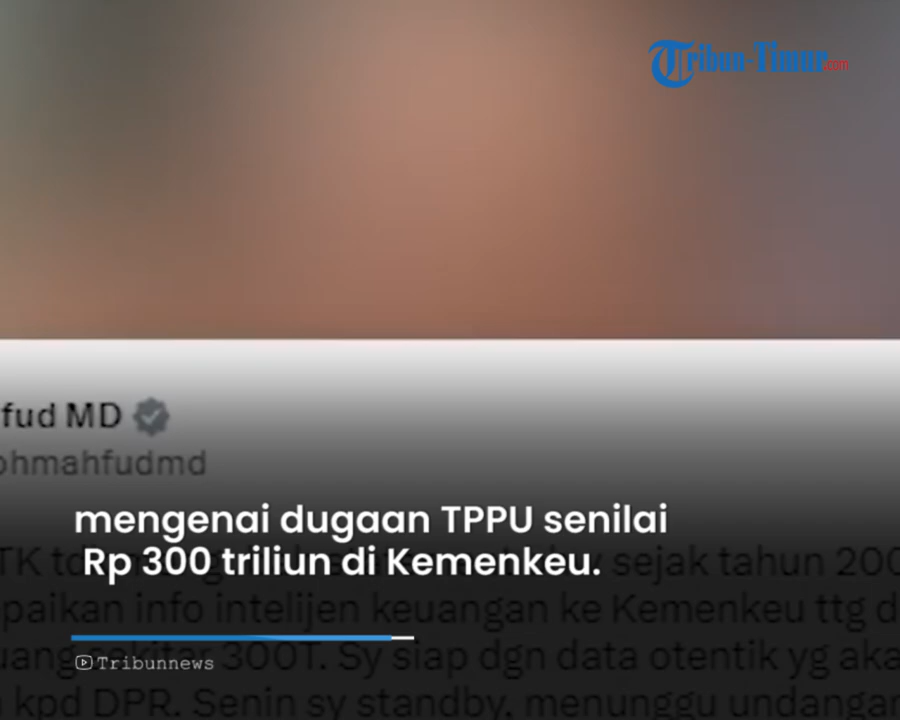 Tribun-Timur.com
fud MD
ohmahfudmd
mengenai dugaan TPPU senilai
Rp 300 triliun di Kemenkeu.
sejak tahun 200
paikan info intelijen keuangan ke Kemenkeu ttg d
300T. Sy siap dgn data otentik yg aka
Tribunnews
kpd DPR. Senin sy standby, menunggu undangan